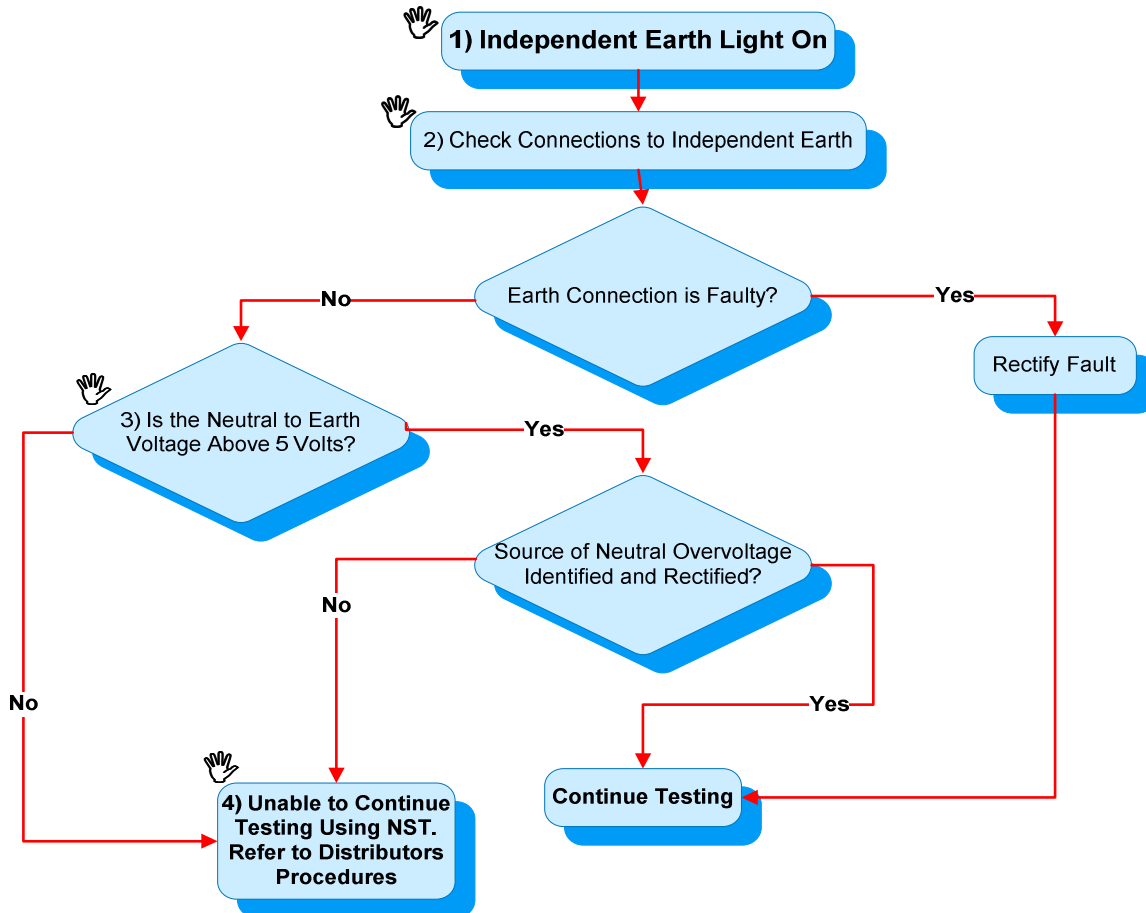 1) Independent Earth Light On
2) Check Connections to Independent Earth
Earth Connection is Faulty?
No
Yes
Rectify Fault
3) Is the Neutral to Earth
Voltage Above 5 Volts?
Yes
Source of Neutral Overvoltage
Identified and Rectified?
No
No
Yes
4) Unable to Continue
Testing Using NST.
Refer to Distributors
Procedures
Continue Testing